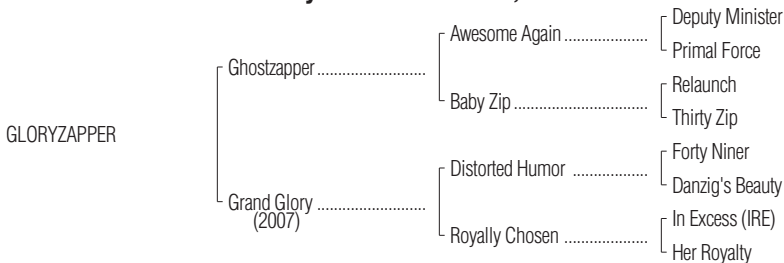 Deputy Minister
Awesome Again ....................
Primal Force
Ghostzapper ..........................
Relaunch
Baby Zip ................................
Thirty Zip
GLORYZAPPER
Forty Niner
Distorted Humor ..................
Danzig's Beauty
Grand Glory ..........................
(2007)
In Excess (IRE)
Royally Chosen ....................
Her Royalty